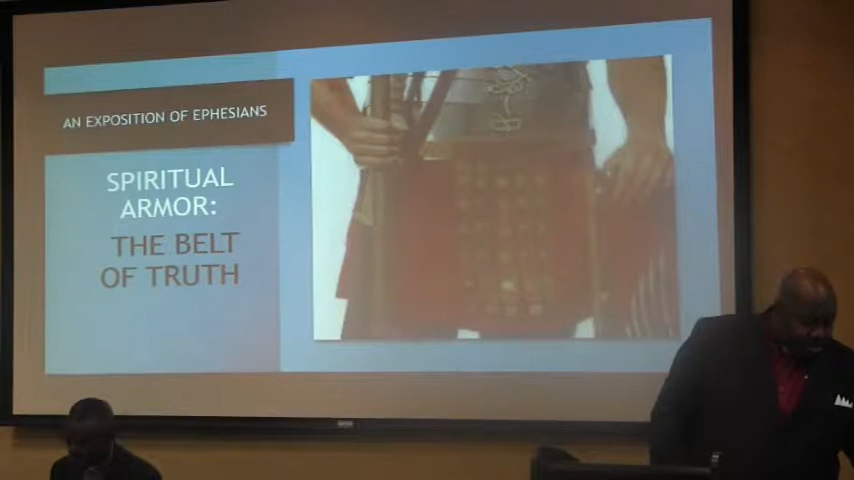 AN EXPOSITION OF EPHESIANS
SPIRITUAL
ARMOR:
THE BELT
OF TRUTH